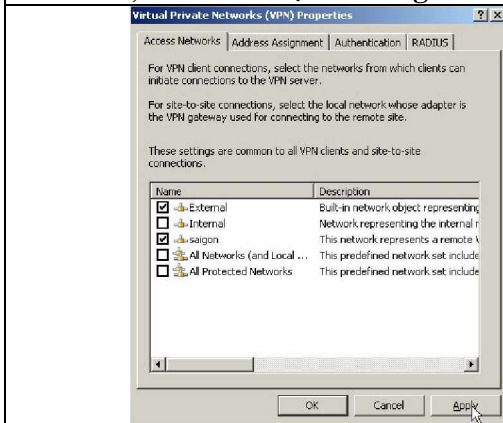 Virtual Private Networks (VPN) Properties
Access Networks Address Assignment Authentication RADIUS
For VPN client connections, select the networks from which clients can
initiate connections to the VPN server.
For site-to-site connections, select the local network whose adapter is
the VPN gateway used for connecting to the remote site.
These settings are common to all VPN clients and site-to-site
connections.
Name Description
External Built-in network object representing
Internal Network representing the internal
saigon This network represents a remote
All Networks (and Local ... This predefined network set include
All Protected Networks This predefined network set include
OK Cancel Apply